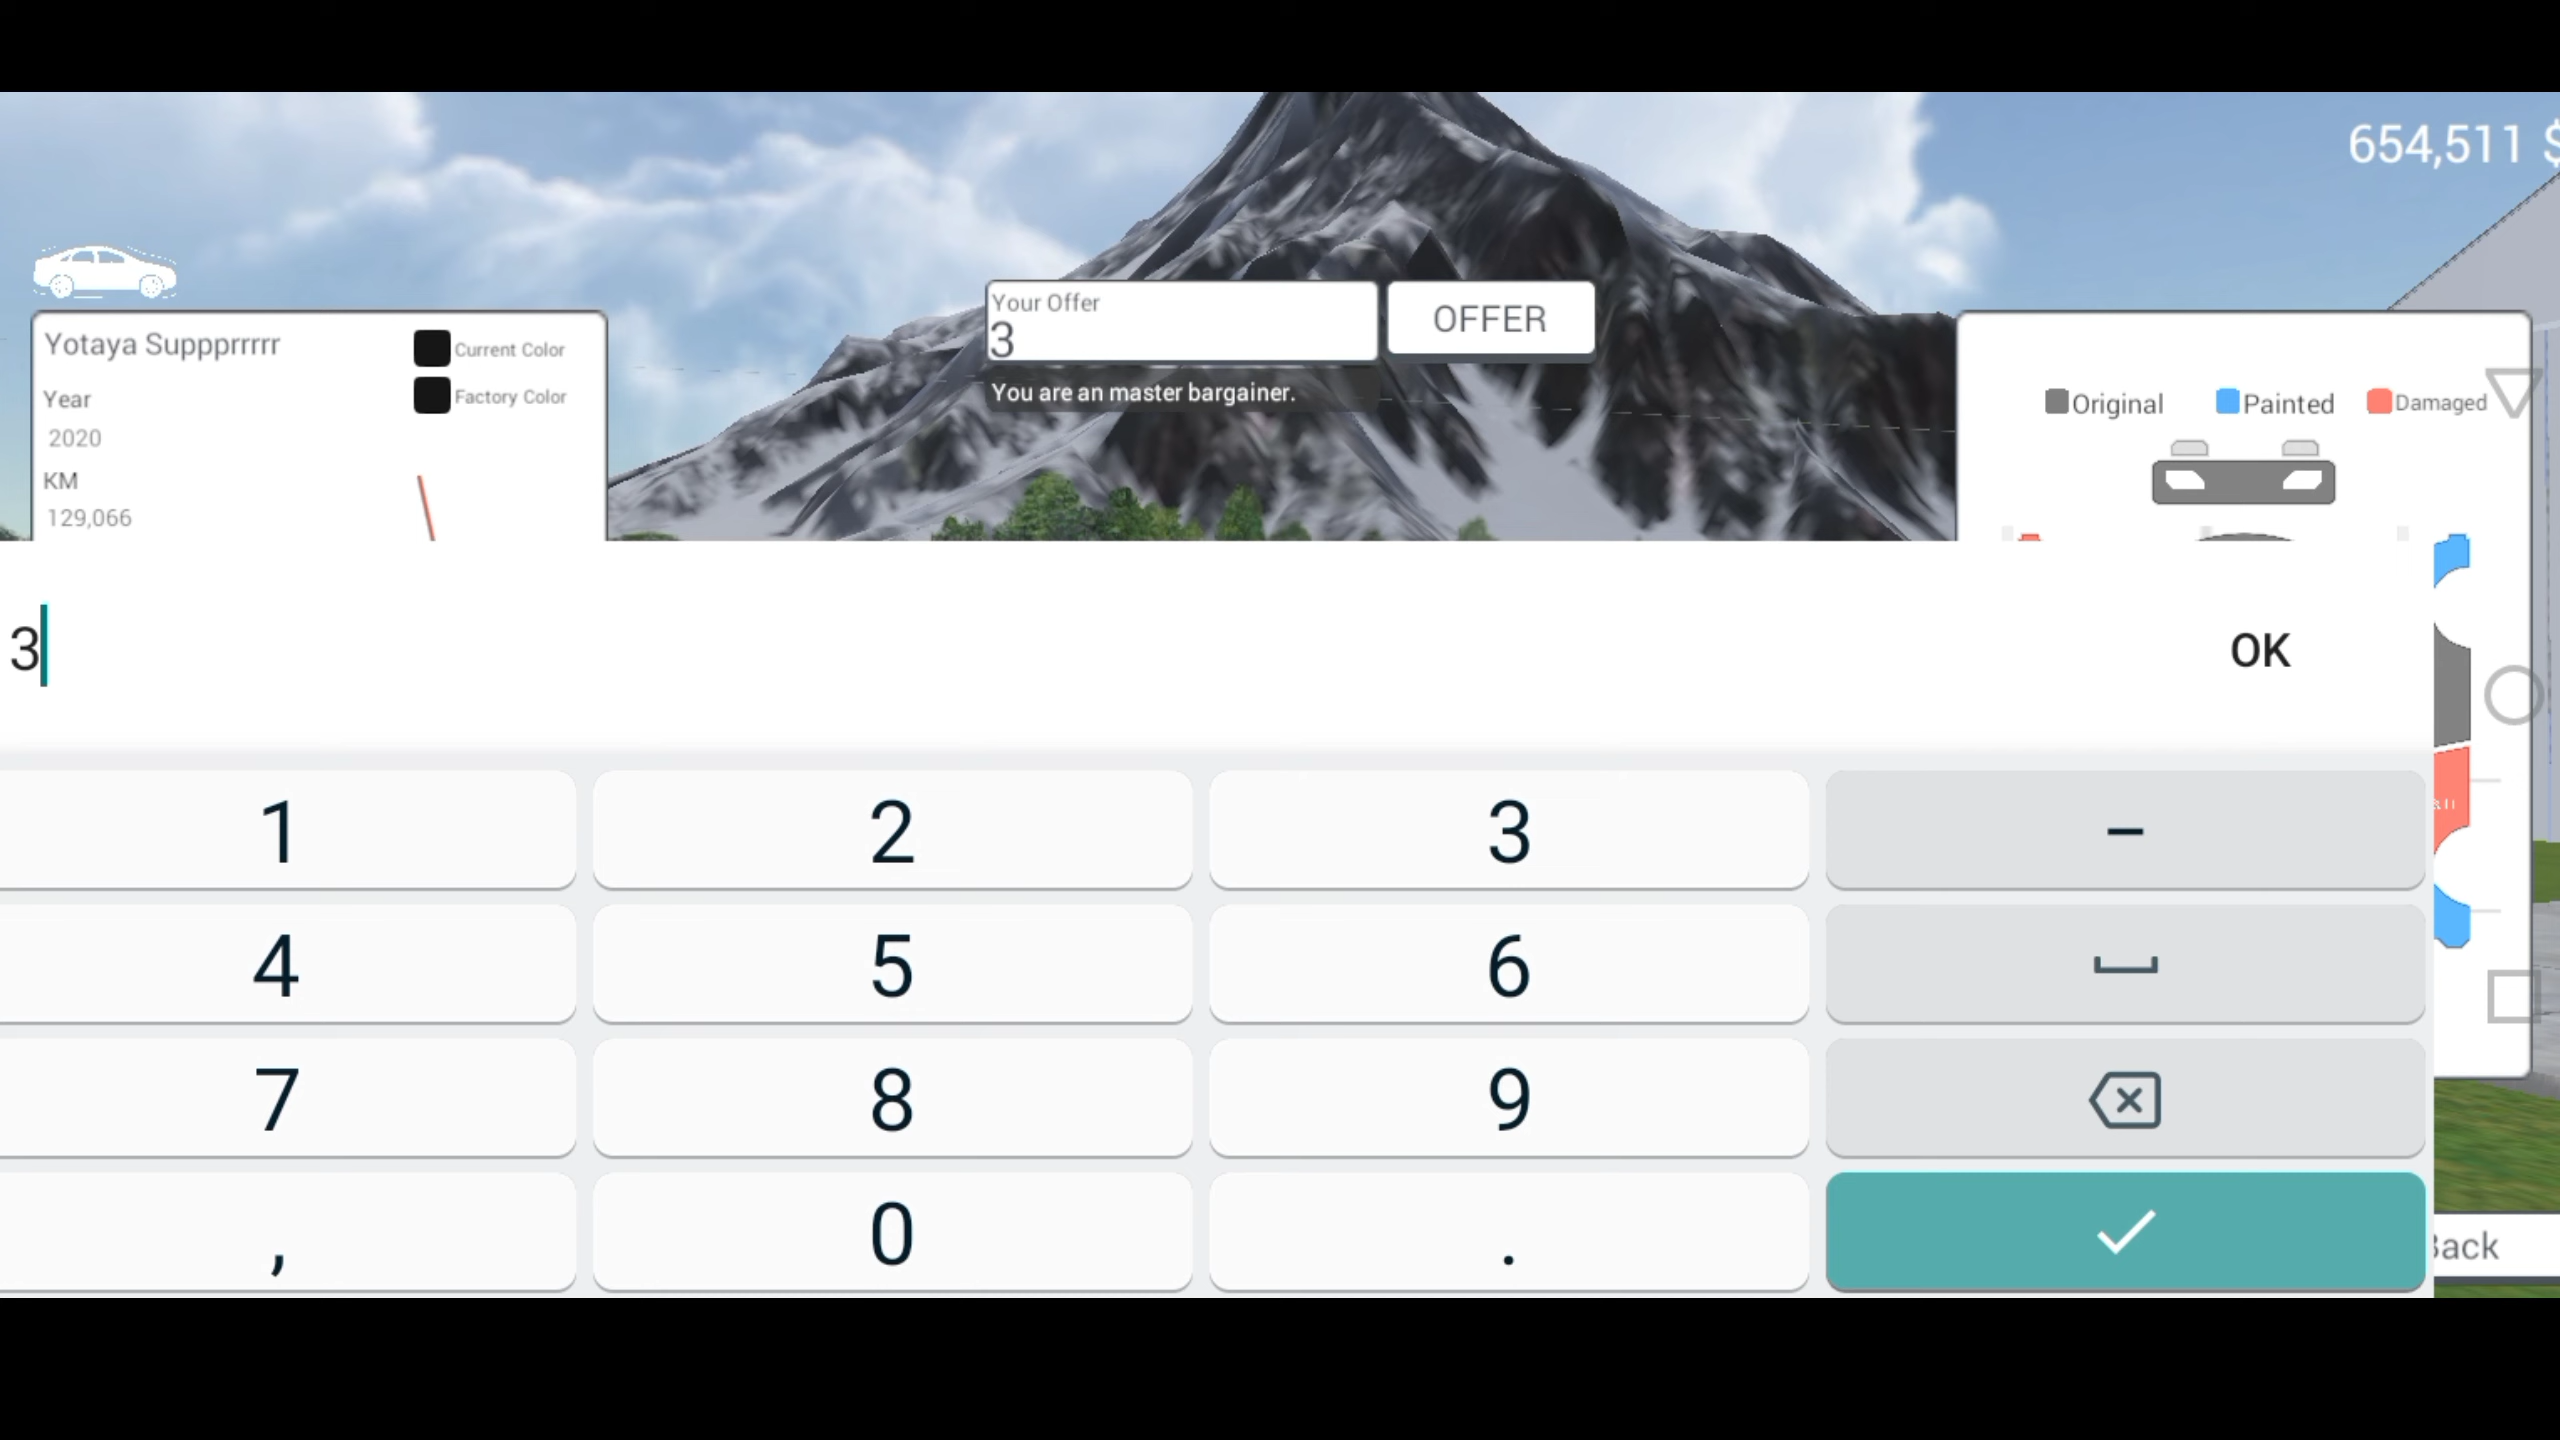 654,511 $
Yotaya Suppprrrrr
Current Color
Factory Color
Year
2020
KM
129,066
Your Offer
3
OFFER
You are an master bargainer.
Original
Painted
Damaged
3
OK
1 2 3 –
4 5 6
7 8 9
, 0 .
Back